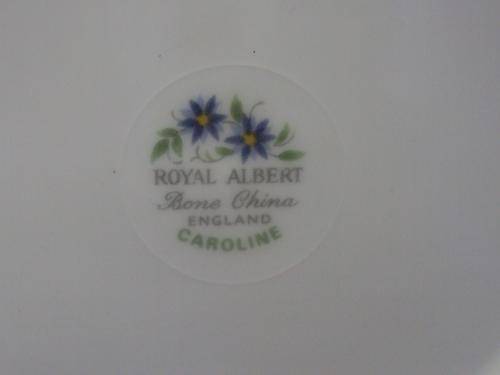 ROYAL ALBERT
Bone China
ENGLAND
CAROLINE